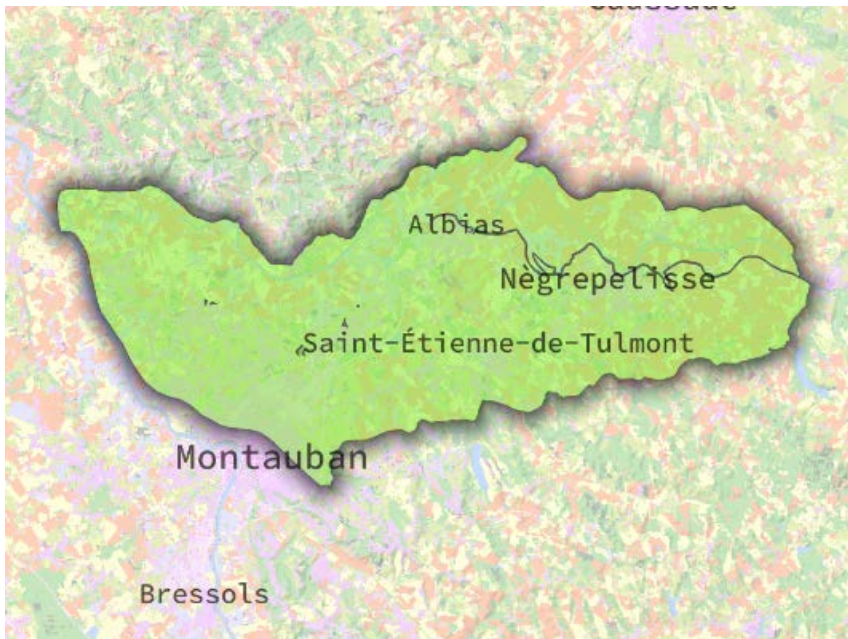 Albias
Nègrepelisse
Saint-Étienne-de-Tulmont
Montauban
Bressols